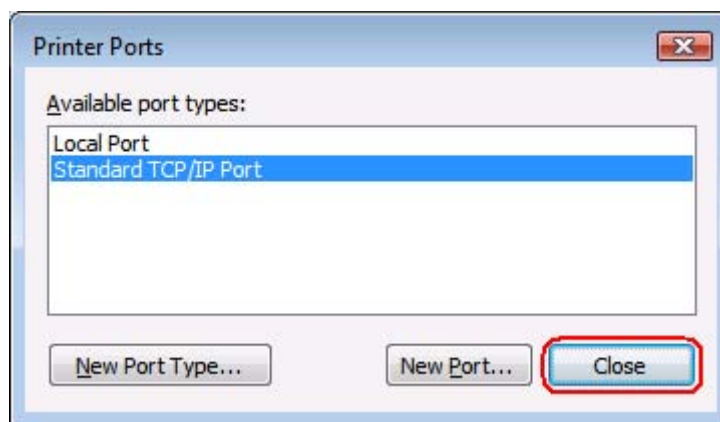 Printer Ports
Available port types:
Local Port
Standard TCP/IP Port
New Port Type...
New Port...
Close